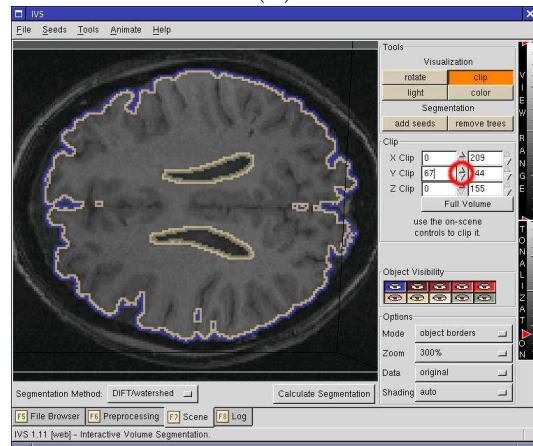 IVS
File Seeds Tools Animate Help
Tools
Visualization
rotate clip
light color
Segmentation
add seeds remove trees
Clip
X Clip 0 209
Y Clip 67 44
Z Clip 0 155
Full Volume
use the on-scene
controls to clip it.
Object Visibility
Options
Mode object borders
Zoom 300%
Data original
Shading auto
VIEW RANGE
TONALIZATION
Segmentation Method: DIFT/watershed Calculate Segmentation
F5 File Browser F6 Preprocessing F7 Scene F8 Log
IVS 1.11 [web] - Interactive Volume Segmentation.